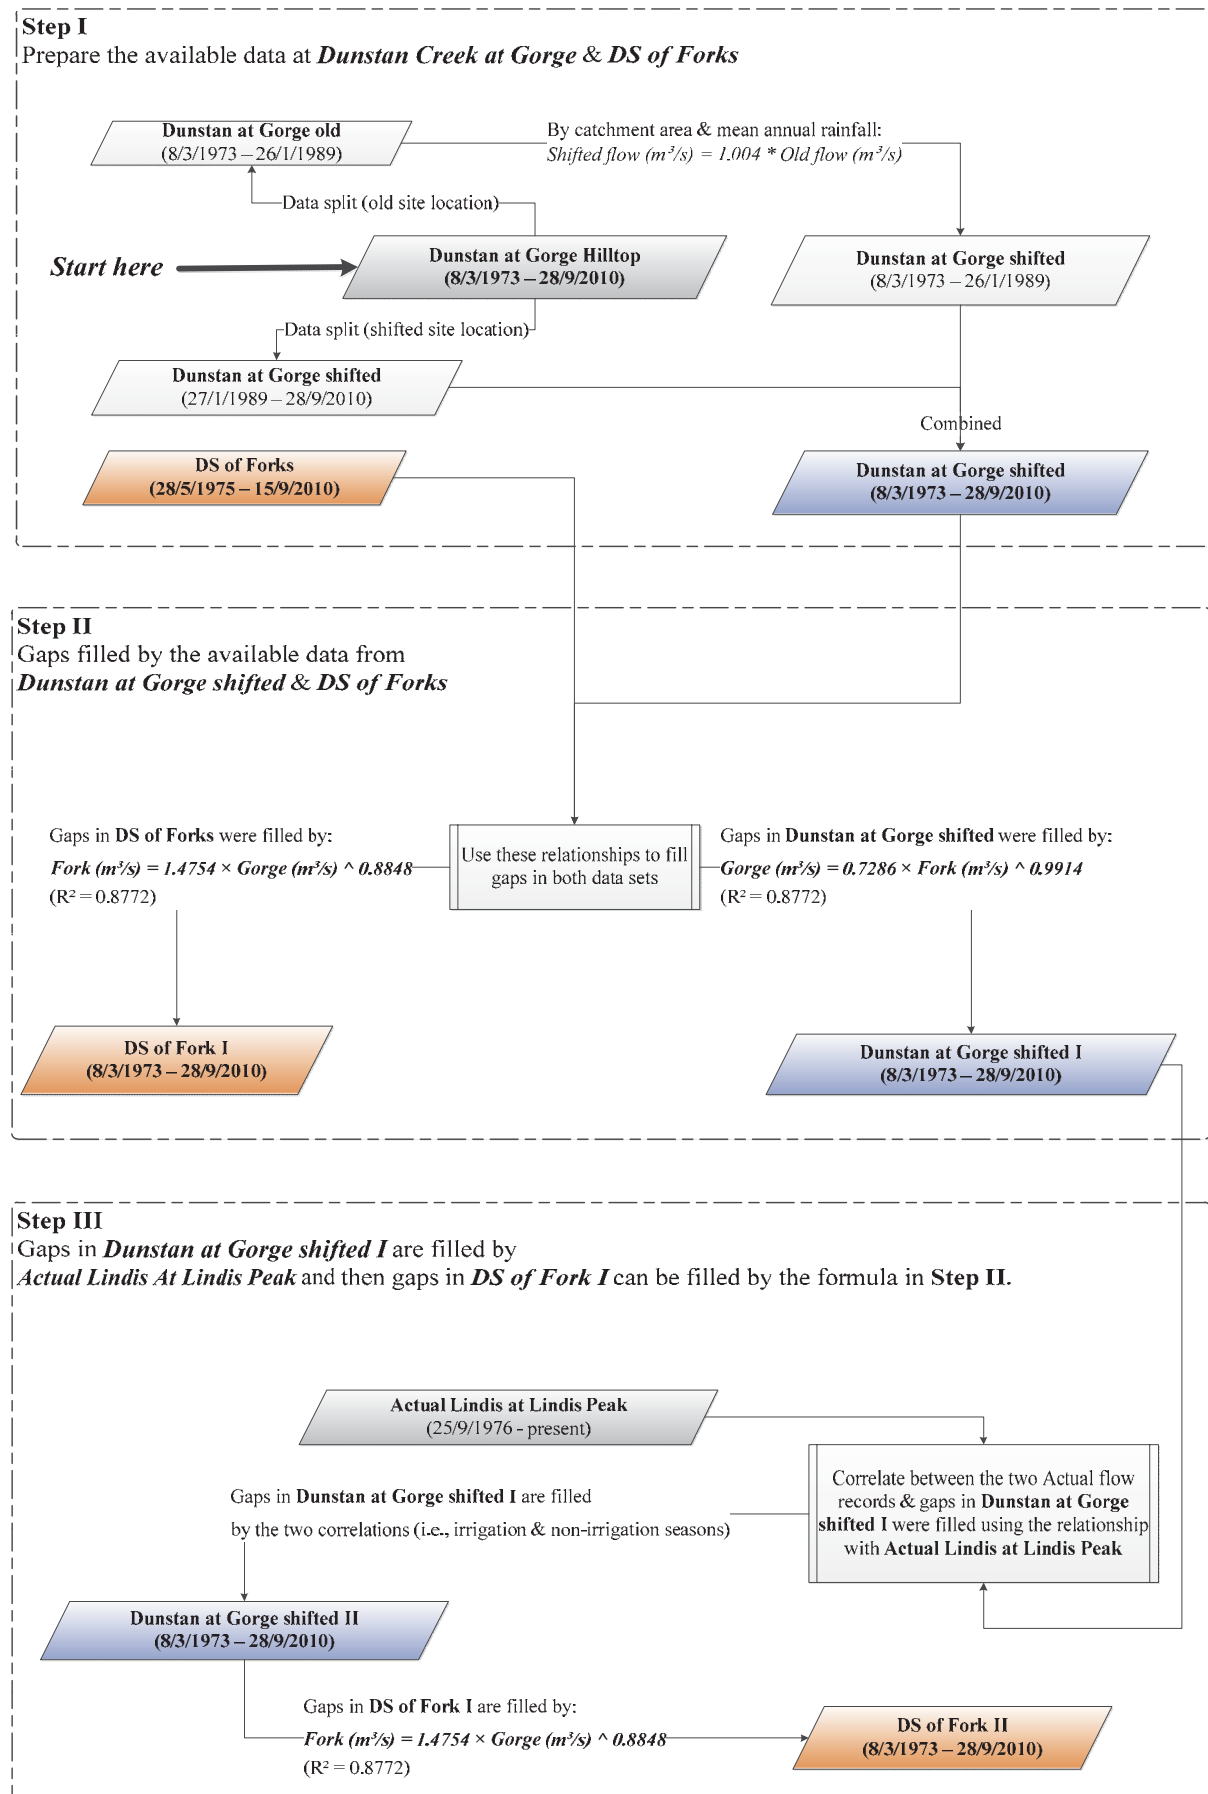 Step I
Prepare the available data at Dunstan Creek at Gorge & DS of Forks
Dunstan at Gorge old
(8/3/1973 – 26/1/1989)
By catchment area & mean annual rainfall:
Shifted flow (m³/s) = 1.004 * Old flow (m³/s)
Data split (old site location)
Start here
Dunstan at Gorge Hilltop
(8/3/1973 – 28/9/2010)
Dunstan at Gorge shifted
(8/3/1973 – 26/1/1989)
Data split (shifted site location)
Dunstan at Gorge shifted
(27/1/1989 – 28/9/2010)
Combined
DS of Forks
(28/5/1975 – 15/9/2010)
Dunstan at Gorge shifted
(8/3/1973 – 28/9/2010)
Step II
Gaps filled by the available data from
Dunstan at Gorge shifted & DS of Forks
Gaps in DS of Forks were filled by:
Fork (m³/s) = 1.4754 × Gorge (m³/s) ^ 0.8848
(R² = 0.8772)
Use these relationships to fill
gaps in both data sets
Gaps in Dunstan at Gorge shifted were filled by:
Gorge (m³/s) = 0.7286 × Fork (m³/s) ^ 0.9914
(R² = 0.8772)
DS of Fork I
(8/3/1973 – 28/9/2010)
Dunstan at Gorge shifted I
(8/3/1973 – 28/9/2010)
Step III
Gaps in Dunstan at Gorge shifted I are filled by
Actual Lindis At Lindis Peak and then gaps in DS of Fork I can be filled by the formula in Step II.
Actual Lindis at Lindis Peak
(25/9/1976 - present)
Correlate between the two Actual flow
records & gaps in Dunstan at Gorge
shifted I were filled using the relationship
with Actual Lindis at Lindis Peak
Gaps in Dunstan at Gorge shifted I are filled
by the two correlations (i.e., irrigation & non-irrigation seasons)
Dunstan at Gorge shifted II
(8/3/1973 – 28/9/2010)
Gaps in DS of Fork I are filled by:
Fork (m³/s) = 1.4754 × Gorge (m³/s) ^ 0.8848
(R² = 0.8772)
DS of Fork II
(8/3/1973 – 28/9/2010)